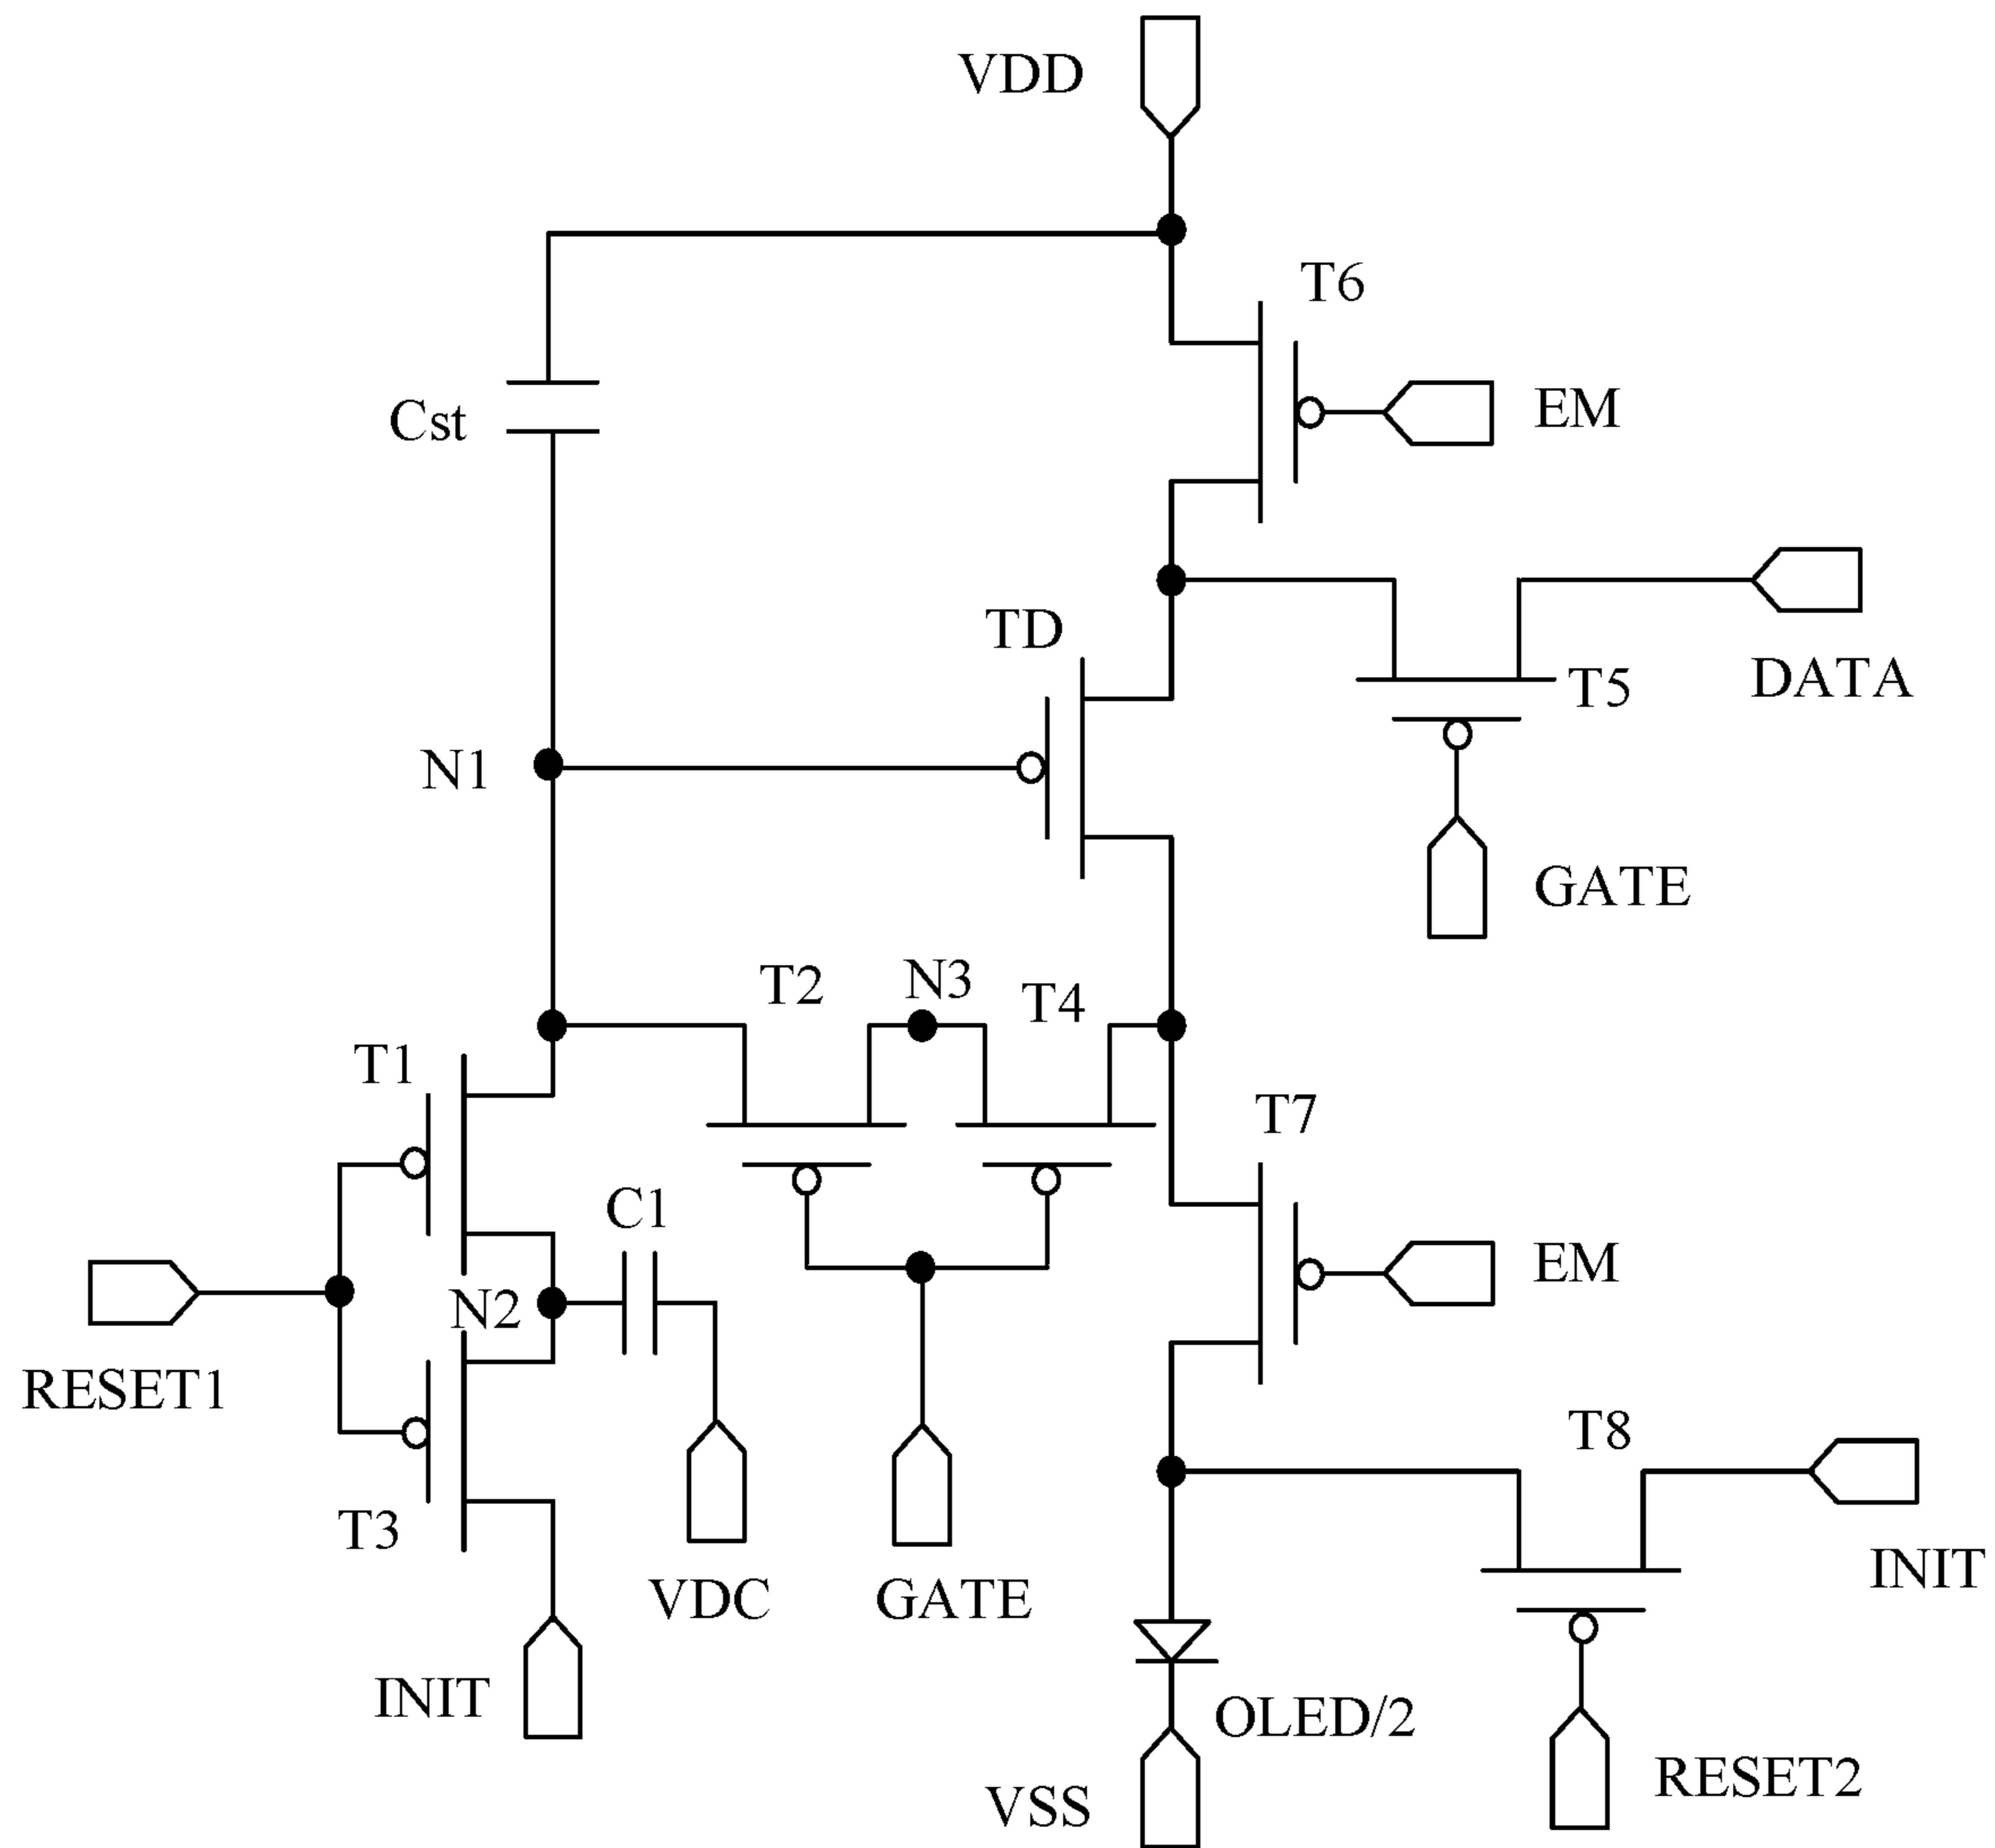 VDD
T6
EM
Cst
TD
DATA
T5
N1
GATE
T2
N3
T4
T1
T7
C1
EM
N2
RESET1
T8
T3
INIT
VDC
GATE
INIT
OLED/2
RESET2
VSS